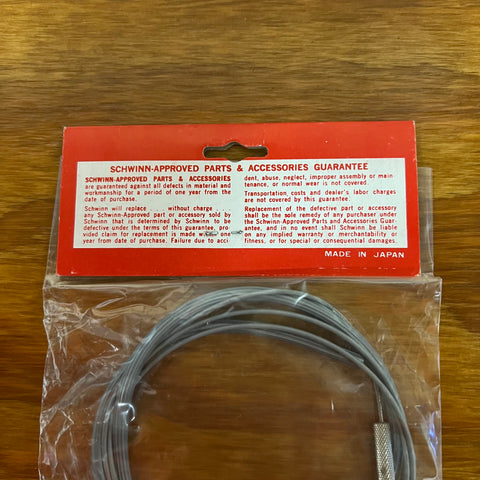 SCHWINN-APPROVED PARTS & ACCESSORIES GUARANTEE
SCHWINN-APPROVED PARTS & ACCESSORIES
are guaranteed against all defects in material and
workmanship for a period of one year from the
date of purchase.
Schwinn will replace . . . without charge . . .
any Schwinn-Approved part or accessory sold by
Schwinn that is determined by Schwinn to be
defective under the terms of this guarantee, pro-
vided claim for replacement is made within one
year from date of purchase. Failure due to acci-
dent, abuse, neglect, improper assembly or main-
tenance, or normal wear is not covered.
Transportation costs and dealer's labor charges
are not covered by this guarantee.
Replacement of the defective part or accessory
shall be the sole remedy of any purchaser under
the Schwinn-Approved Parts and Accessories Guar-
antee, and in no event shall Schwinn be liable
on any implied warranty or merchantability or
fitness, or for special or consequential damages.
MADE IN JAPAN